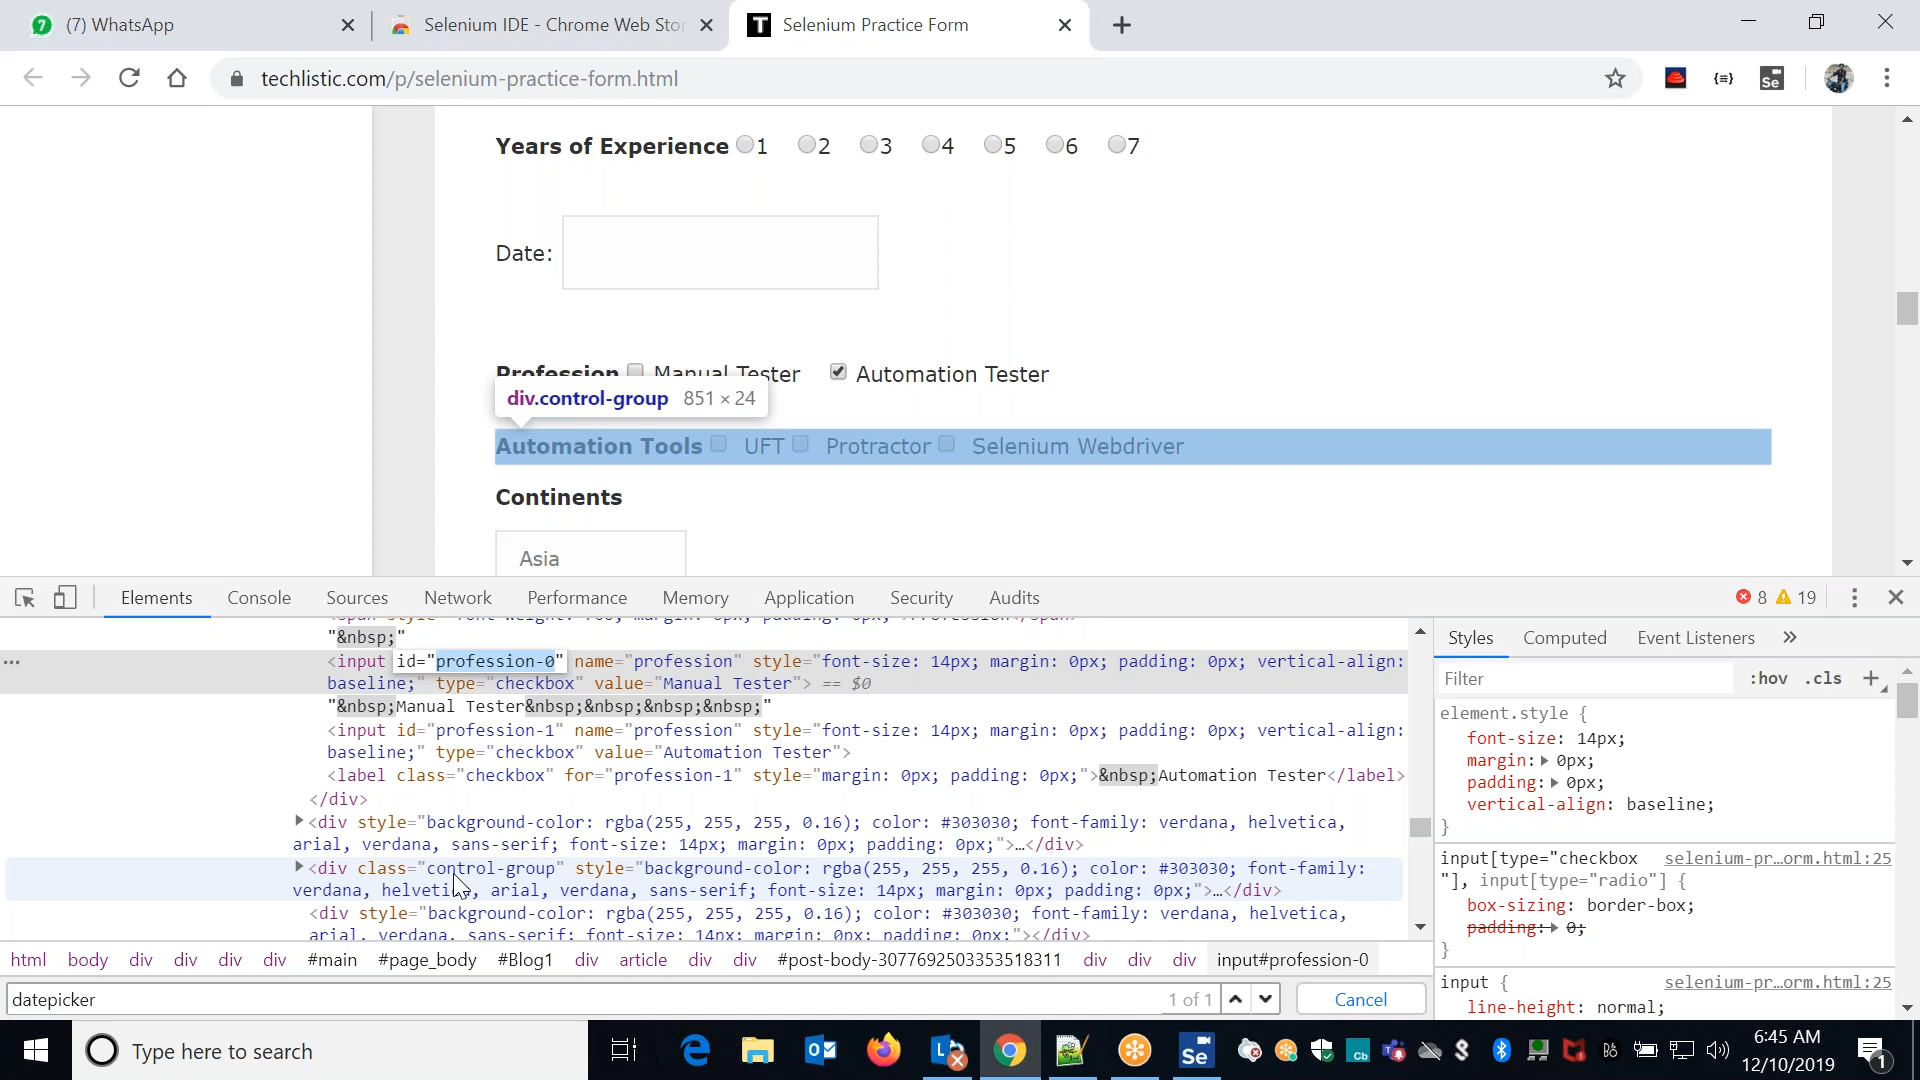 (7) WhatsApp
Selenium IDE - Chrome Web Stor
Selenium Practice Form
techlistic.com/p/selenium-practice-form.html
Years of Experience 1 2 3 4 5 6 7
Date:
Profession Manual Tester Automation Tester
div.control-group 851 × 24
Automation Tools UFT Protractor Selenium Webdriver
Continents
Asia
Elements Console Sources Network Performance Memory Application Security Audits 8 19
"&nbsp;"
<input id="profession-0" name="profession" style="font-size: 14px; margin: 0px; padding: 0px; vertical-align:
baseline;" type="checkbox" value="Manual Tester"> == $0
"&nbsp;Manual Tester&nbsp;&nbsp;&nbsp;&nbsp;"
<input id="profession-1" name="profession" style="font-size: 14px; margin: 0px; padding: 0px; vertical-align:
baseline;" type="checkbox" value="Automation Tester">
<label class="checkbox" for="profession-1" style="margin: 0px; padding: 0px;">&nbsp;Automation Tester</label>
</div>
<div style="background-color: rgba(255, 255, 255, 0.16); color: #303030; font-family: verdana, helvetica,
arial, verdana, sans-serif; font-size: 14px; margin: 0px; padding: 0px;">…</div>
<div class="control-group" style="background-color: rgba(255, 255, 255, 0.16); color: #303030; font-family:
verdana, helvetica, arial, verdana, sans-serif; font-size: 14px; margin: 0px; padding: 0px;">…</div>
<div style="background-color: rgba(255, 255, 255, 0.16); color: #303030; font-family: verdana, helvetica,
arial, verdana, sans-serif; font-size: 14px; margin: 0px; padding: 0px;"></div>
html body div div div div #main #page_body #Blog1 div article div div #post-body-3077692503353518311 div div div input#profession-0
datepicker 1 of 1 Cancel
Styles Computed Event Listeners »
Filter :hov .cls +
element.style {
font-size: 14px;
margin: 0px;
padding: 0px;
vertical-align: baseline;
}
input[type="checkbox selenium-pr…orm.html:25
"], input[type="radio"] {
box-sizing: border-box;
padding: 0;
}
input { selenium-pr…orm.html:25
line-height: normal;
Type here to search
6:45 AM
12/10/2019
1